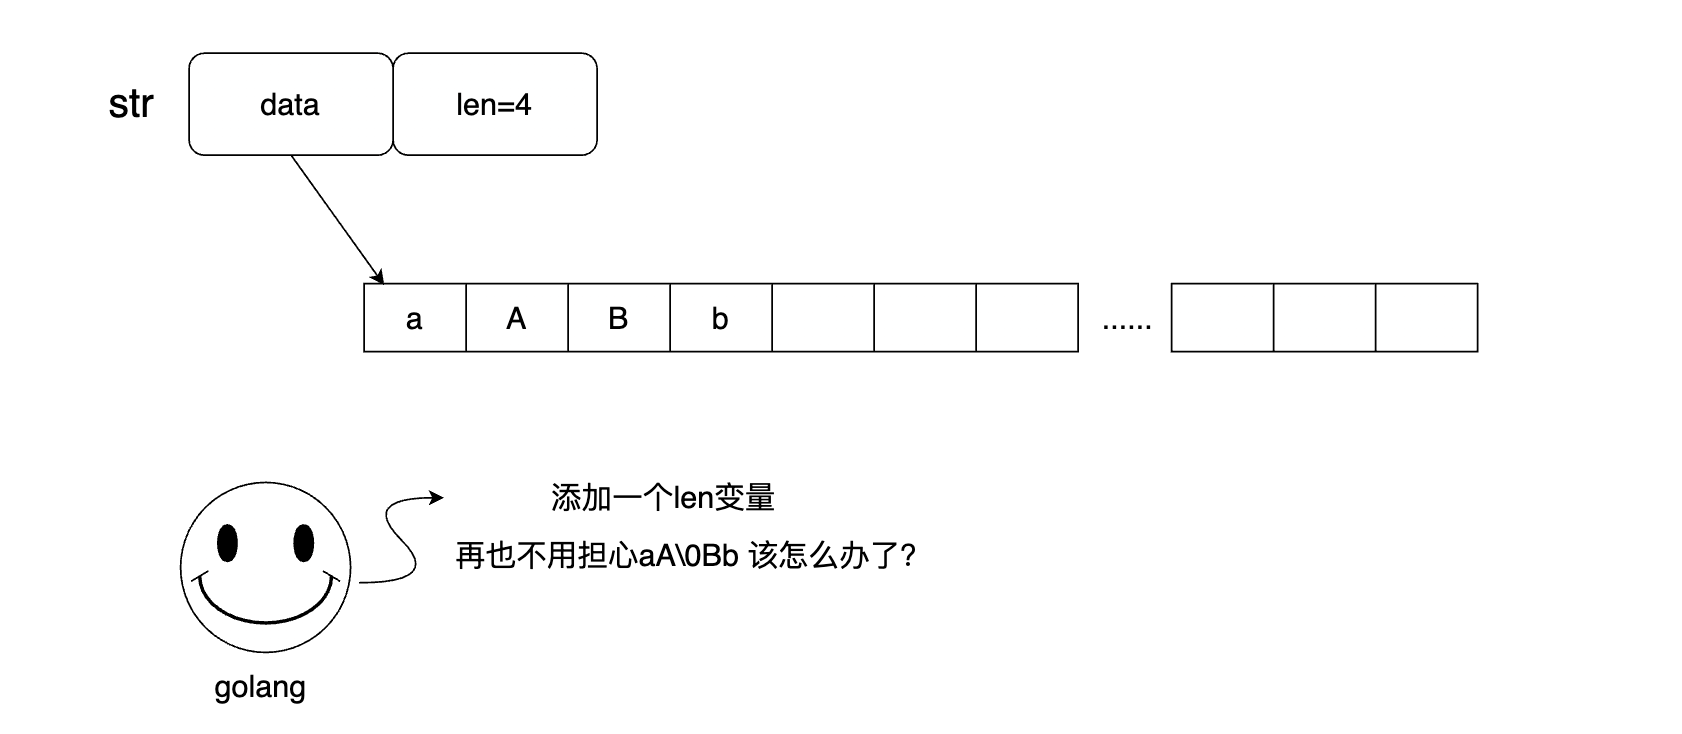 str
data
len=4
a A B b
......
添加一个len变量
再也不用担心aA\0Bb 该怎么办了?
golang